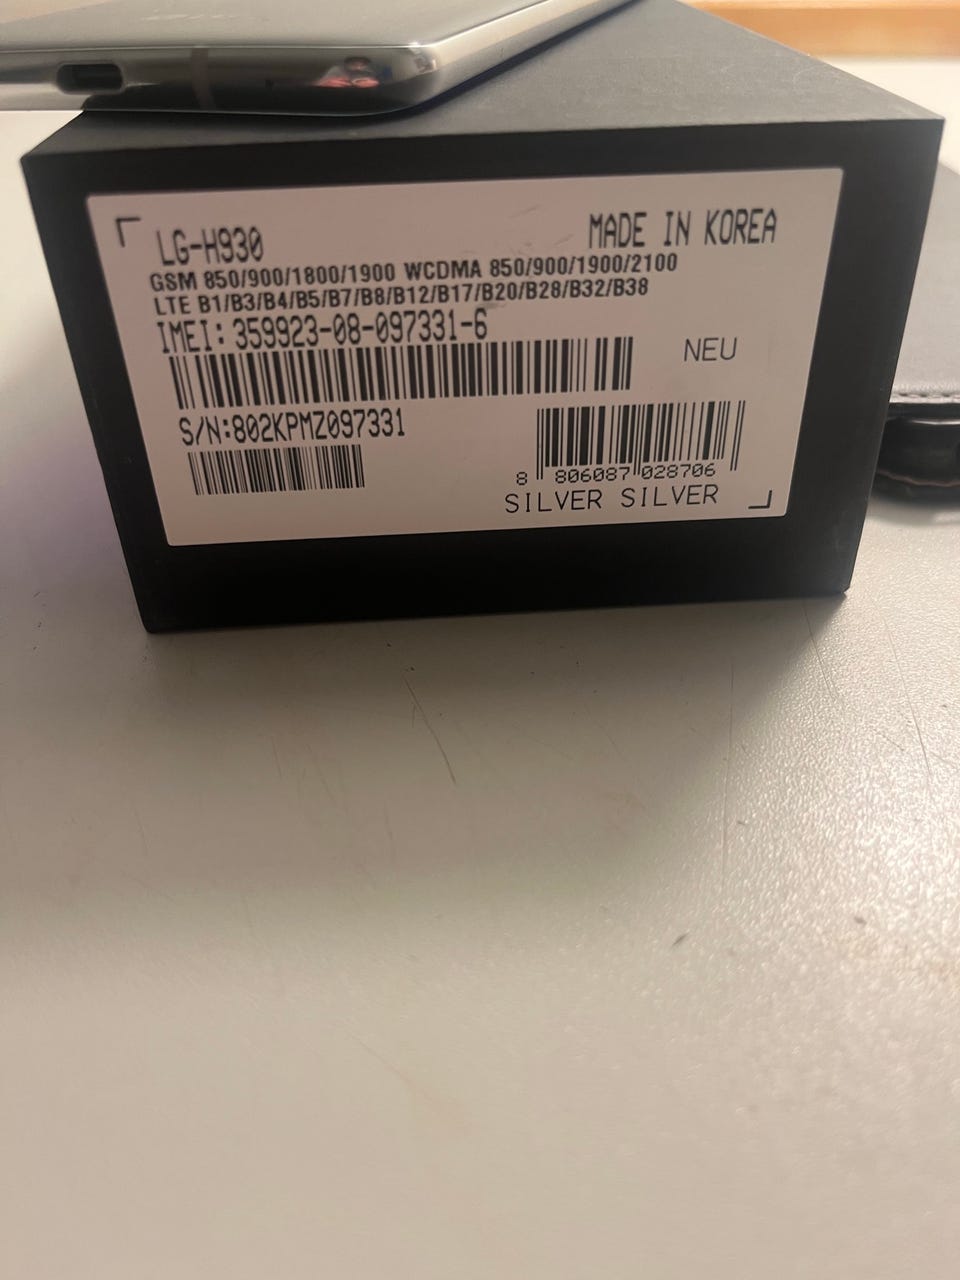 LG-H930
MADE IN KOREA
GSM 850/900/1800/1900 WCDMA 850/900/1900/2100
LTE B1/B3/B4/B5/B7/B8/B12/B17/B20/B28/B32/B38
IMEI: 359923-08-097331-6
NEU
S/N:802KPMZ097331
8 806087 028706
SILVER SILVER